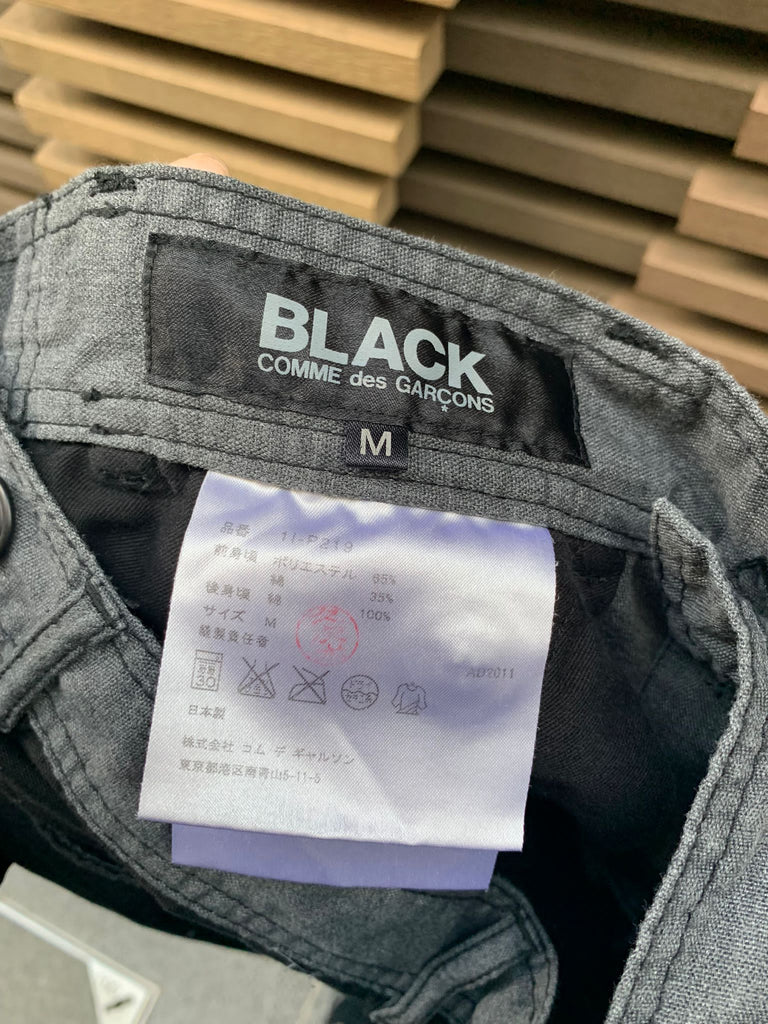 BLACK
COMME des GARÇONS
M
品番 1I-P219
前身頃 ポリエステル 65%
綿 35%
後身頃 綿 100%
サイズ M
縫製責任者
AD2011
30
日本製
株式会社 コム デ ギャルソン
東京都港区南青山5-11-5